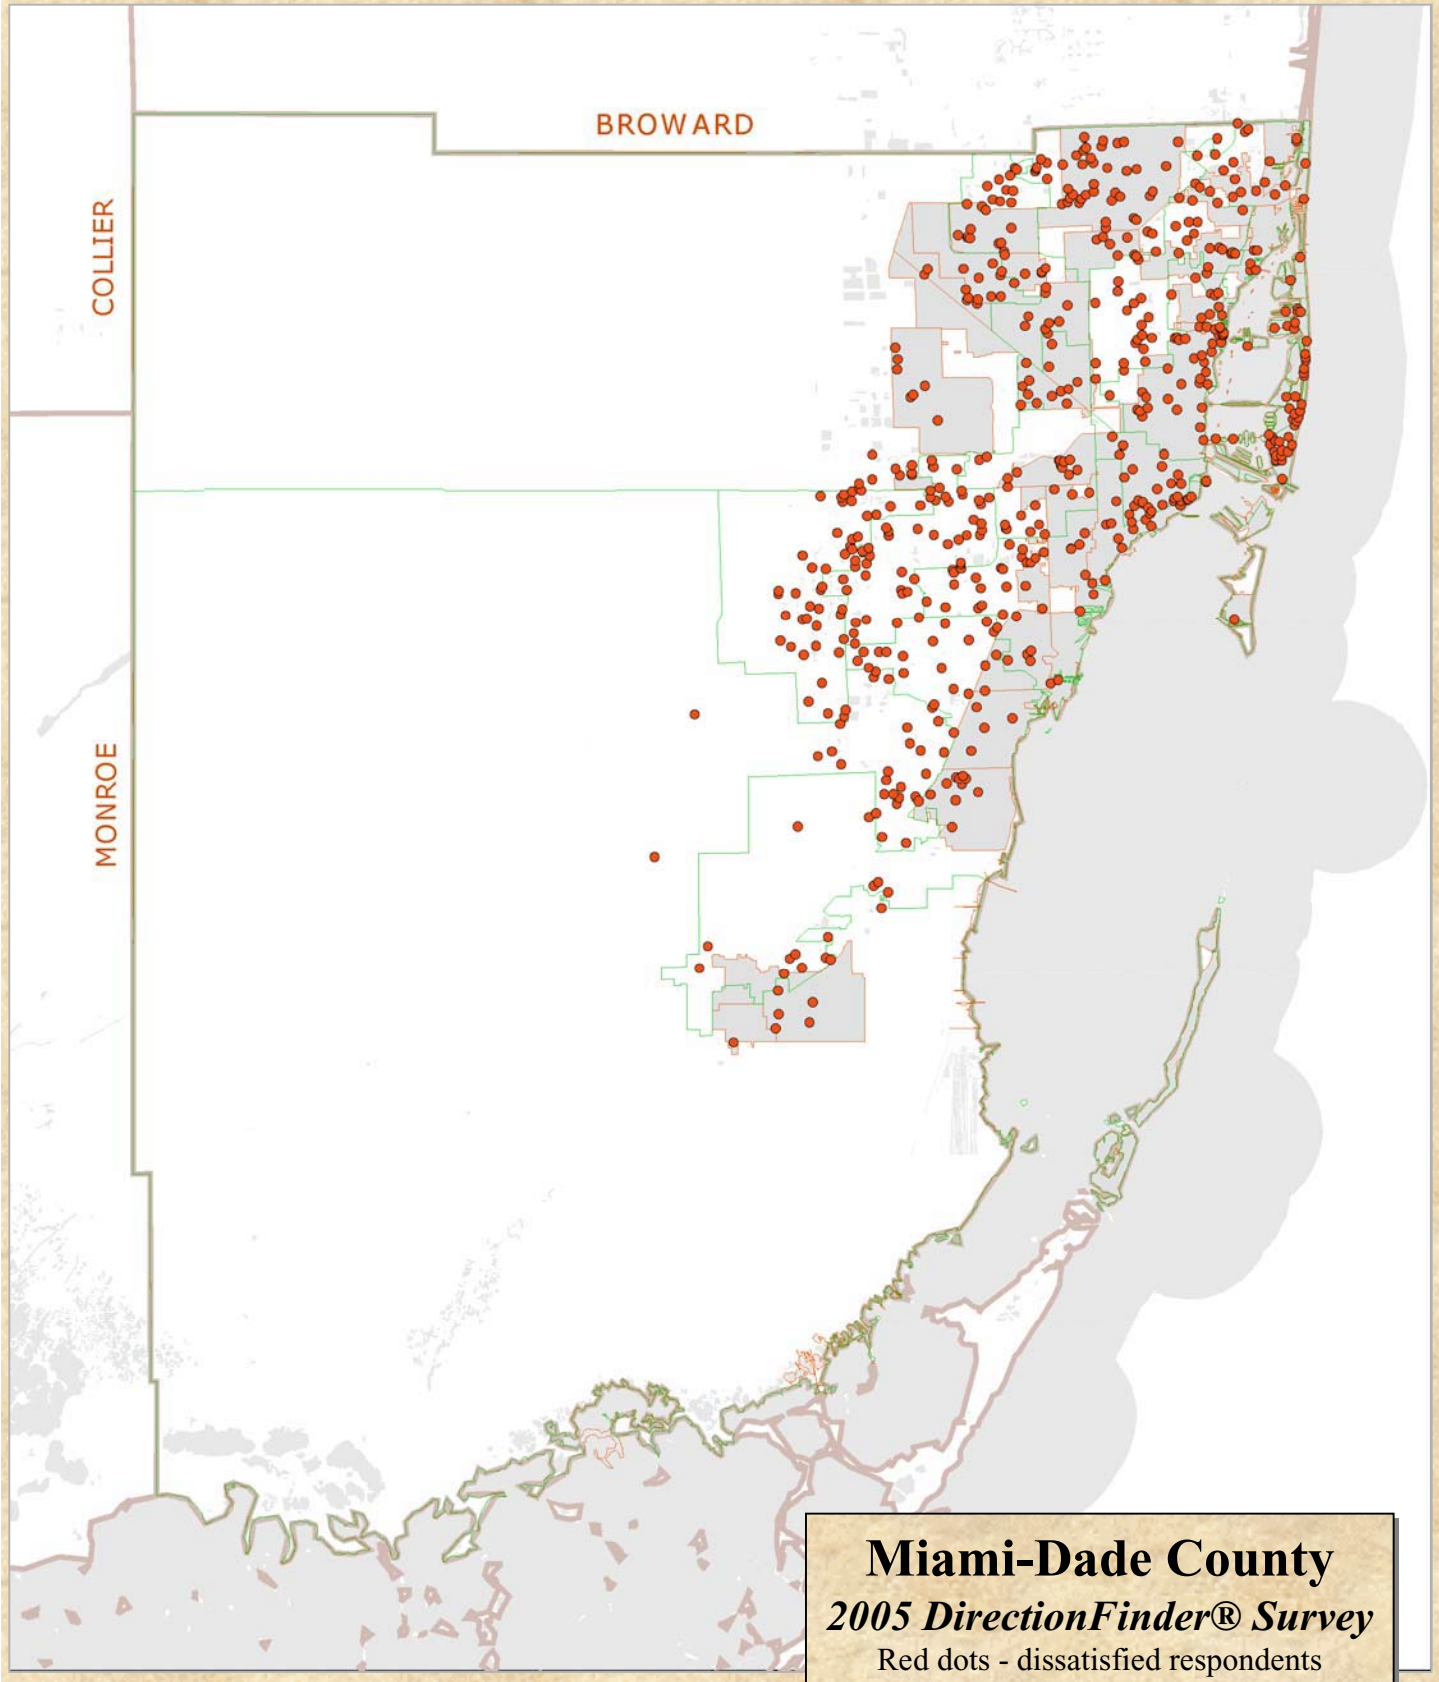 BROWARD
COLLIER
MONROE
Miami-Dade County
2005 DirectionFinder® Survey
Red dots - dissatisfied respondents